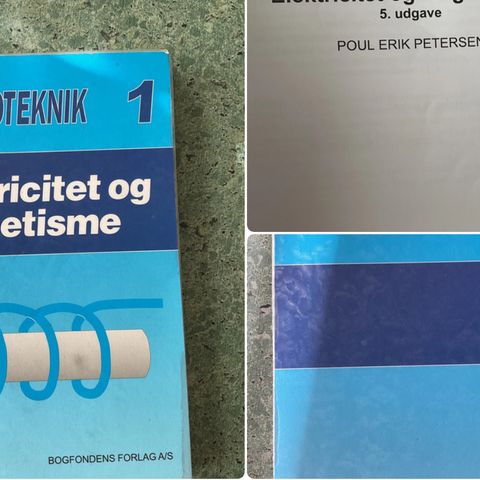 OTEKNIK 1
ricitet og
etisme
BOGFONDENS FORLAG A/S
5. udgave
POUL ERIK PETERSEN